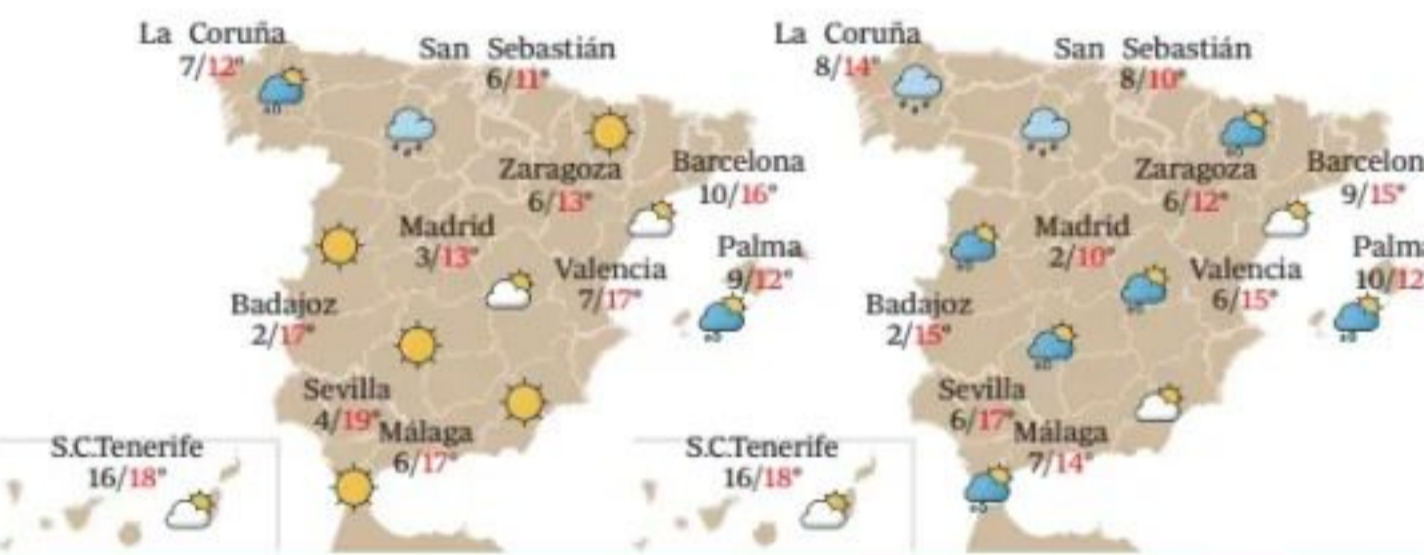 La Coruña
7/12°
San Sebastián
6/11°
Zaragoza
6/13°
Barcelona
10/16°
Madrid
3/13°
Palma
9/12°
Valencia
7/17°
Badajoz
2/17°
Sevilla
4/19°
Málaga
6/17°
S.C.Tenerife
16/18°
La Coruña
8/14°
San Sebastián
8/10°
Zaragoza
6/12°
Barcelon
9/15°
Madrid
2/10°
Palma
10/12
Valencia
6/15°
Badajoz
2/15°
Sevilla
6/17°
Málaga
7/14°
S.C.Tenerife
16/18°